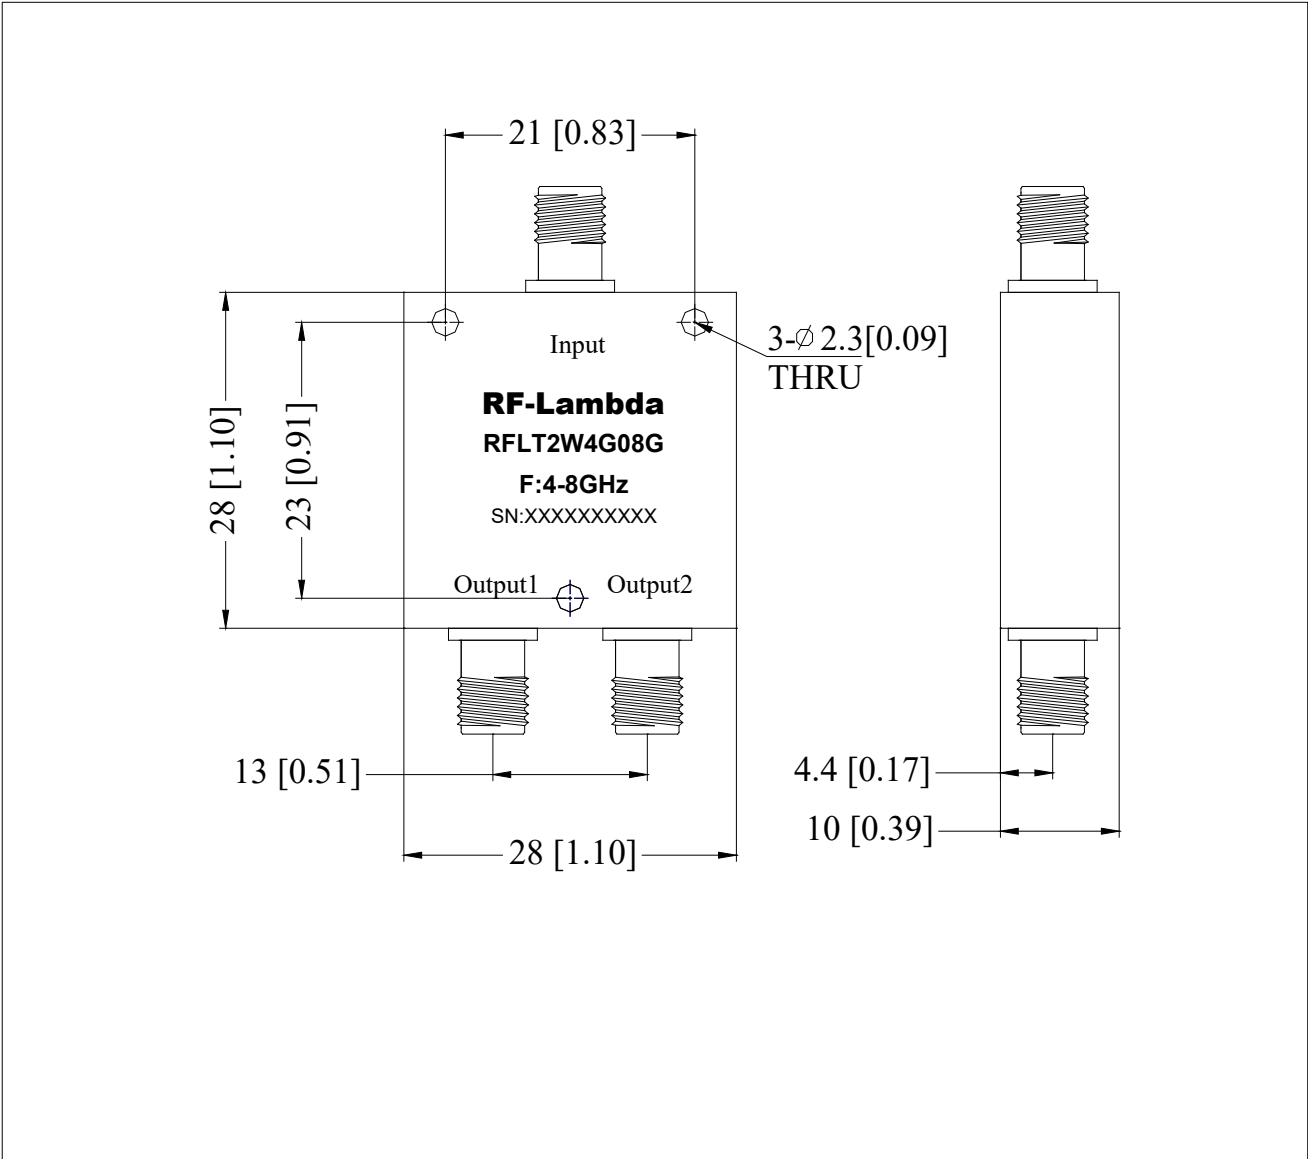 21 [0.83]
Input
3-⌀ 2.3[0.09]
THRU
RF-Lambda
RFLT2W4G08G
F:4-8GHz
SN:XXXXXXXXXX
28 [1.10]
23 [0.91]
Output1 Output2
13 [0.51]
4.4 [0.17]
10 [0.39]
28 [1.10]